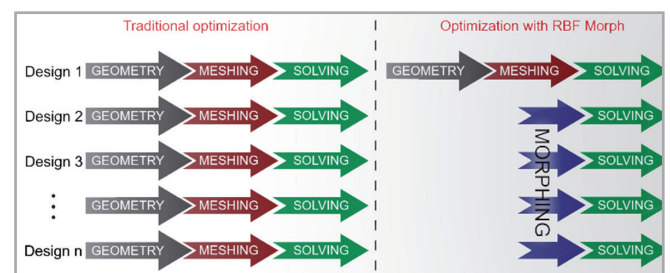 Traditional optimization
Optimization with RBF Morph
Design 1 GEOMETRY MESHING SOLVING GEOMETRY MESHING SOLVING
Design 2 GEOMETRY MESHING SOLVING SOLVING
Design 3 GEOMETRY MESHING SOLVING SOLVING
GEOMETRY MESHING SOLVING SOLVING
Design n GEOMETRY MESHING SOLVING SOLVING
MORPHING